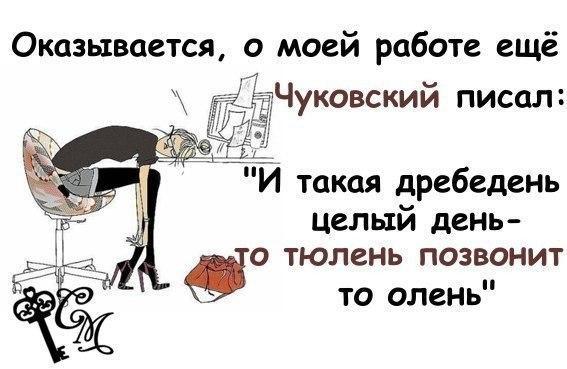 Оказывается, о моей работе ещё
Чуковский писал:
"И такая дребедень
целый день-
то тюлень позвонит
то олень"
СМ